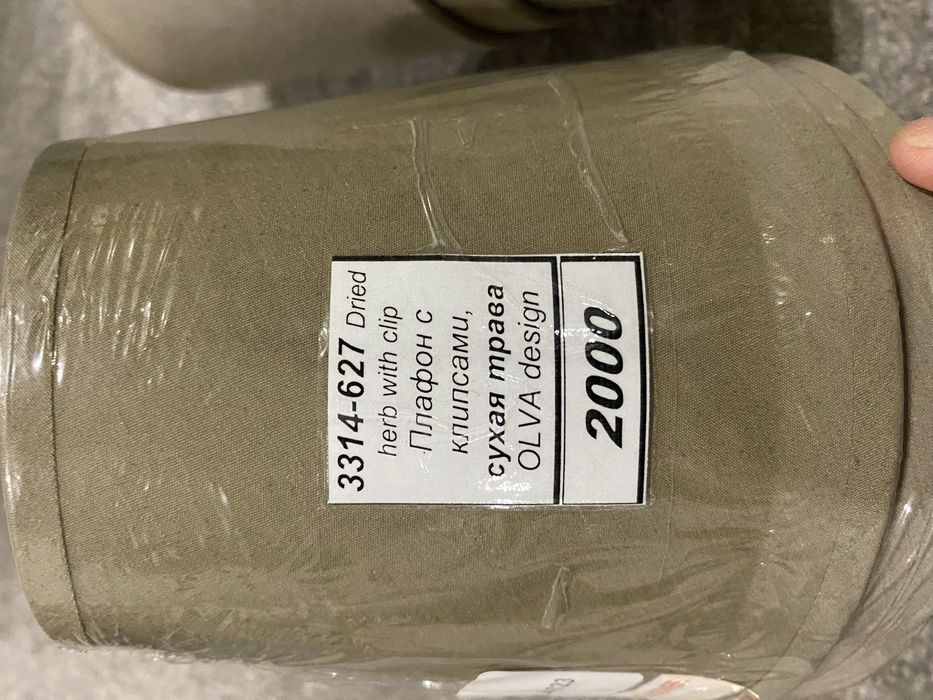 3314-627 Dried
herb with clip
Плафон с
клипсами,
сухая трава
OLVA design
2000